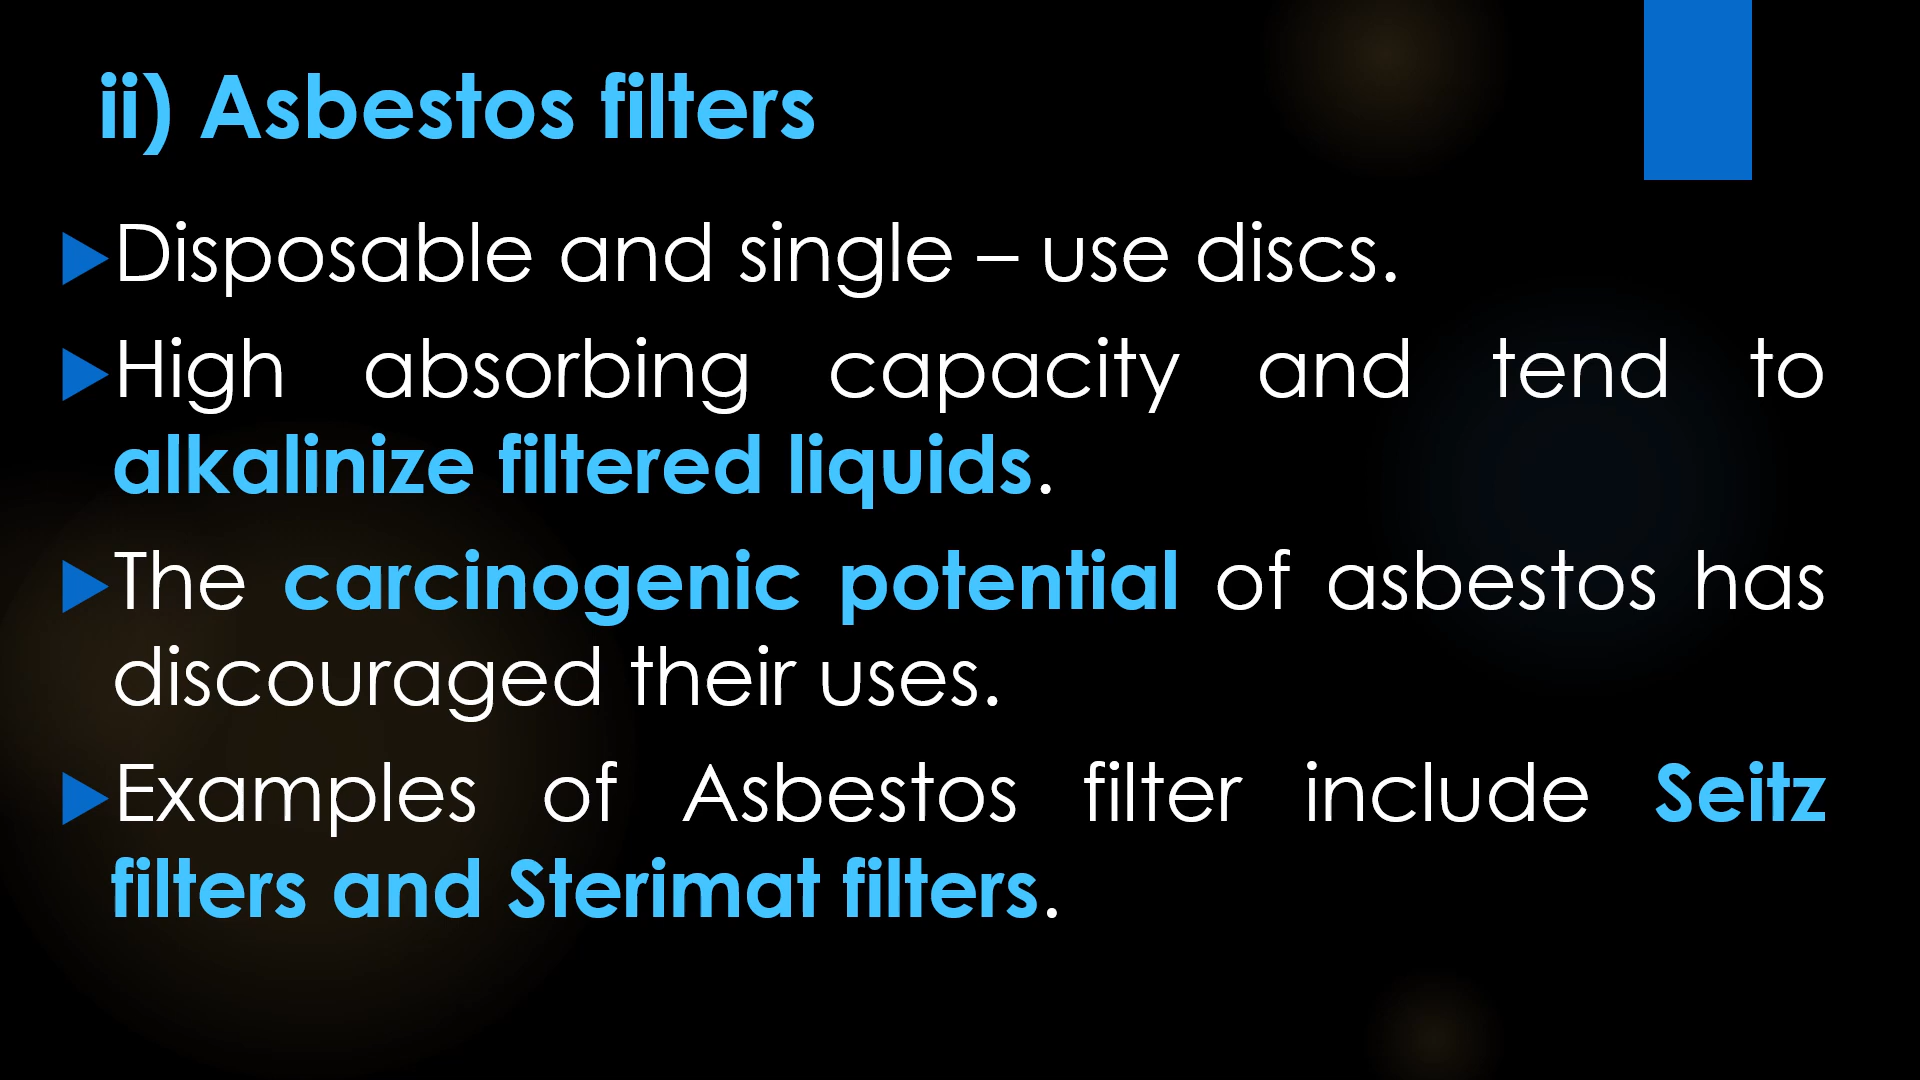 ii) Asbestos filters
Disposable and single – use discs.
High absorbing capacity and tend to
alkalinize filtered liquids.
The carcinogenic potential of asbestos has
discouraged their uses.
Examples of Asbestos filter include Seitz
filters and Sterimat filters.